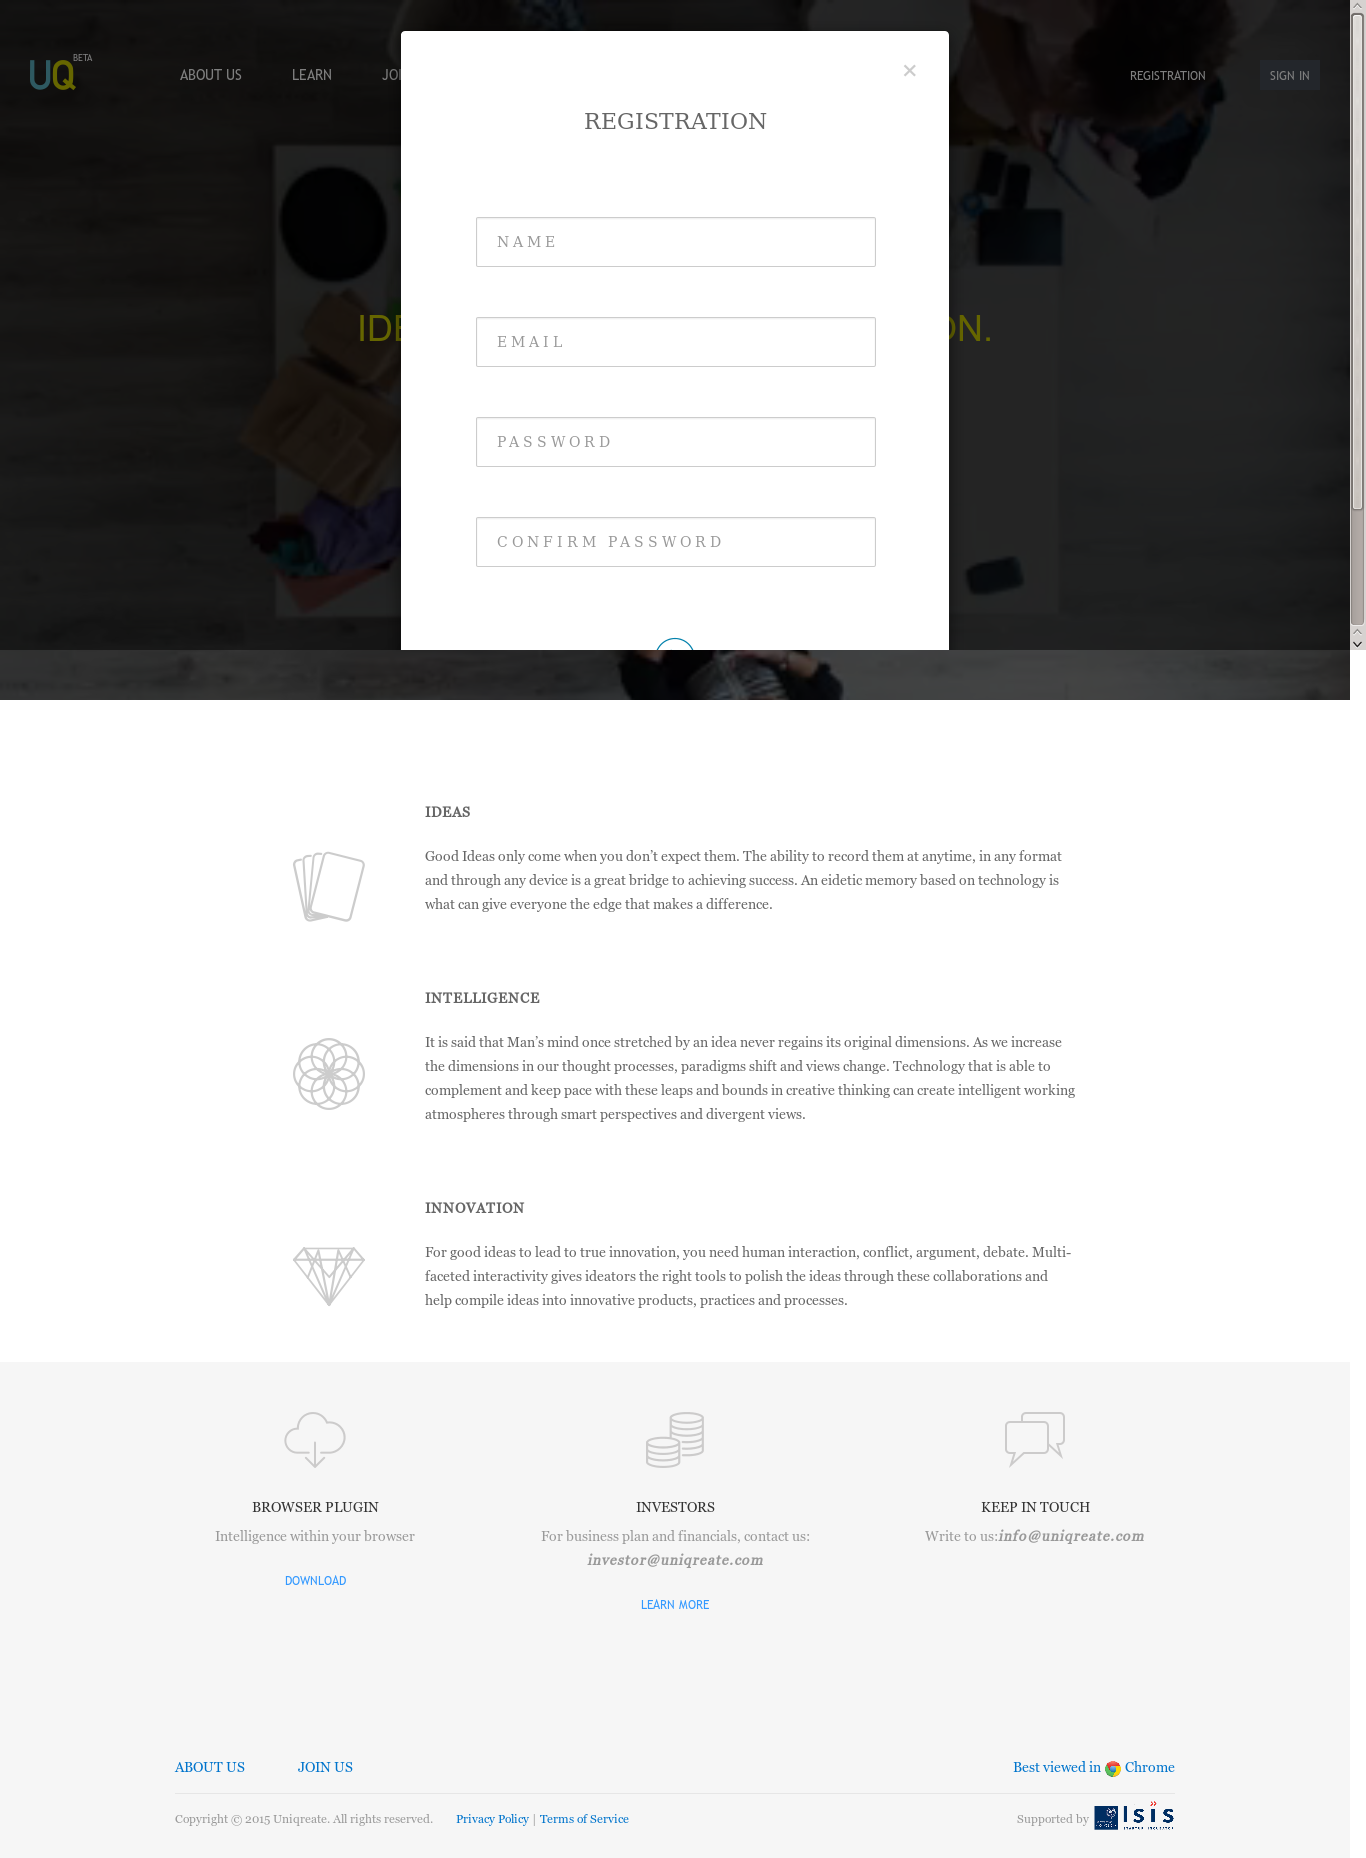 UQ BETA
ABOUT US LEARN
REGISTRATION SIGN IN
REGISTRATION
NAME
EMAIL
PASSWORD
CONFIRM PASSWORD
IDEAS
Good Ideas only come when you don’t expect them. The ability to record them at anytime, in any format
and through any device is a great bridge to achieving success. An eidetic memory based on technology is
what can give everyone the edge that makes a difference.
INTELLIGENCE
It is said that Man’s mind once stretched by an idea never regains its original dimensions. As we increase
the dimensions in our thought processes, paradigms shift and views change. Technology that is able to
complement and keep pace with these leaps and bounds in creative thinking can create intelligent working
atmospheres through smart perspectives and divergent views.
INNOVATION
For good ideas to lead to true innovation, you need human interaction, conflict, argument, debate. Multi-
faceted interactivity gives ideators the right tools to polish the ideas through these collaborations and
help compile ideas into innovative products, practices and processes.
BROWSER PLUGIN
Intelligence within your browser
DOWNLOAD
INVESTORS
For business plan and financials, contact us:
investor@uniqreate.com
LEARN MORE
KEEP IN TOUCH
Write to us:info@uniqreate.com
ABOUT US JOIN US
Best viewed in Chrome
Copyright © 2015 Uniqreate. All rights reserved. Privacy Policy | Terms of Service
Supported by Isis